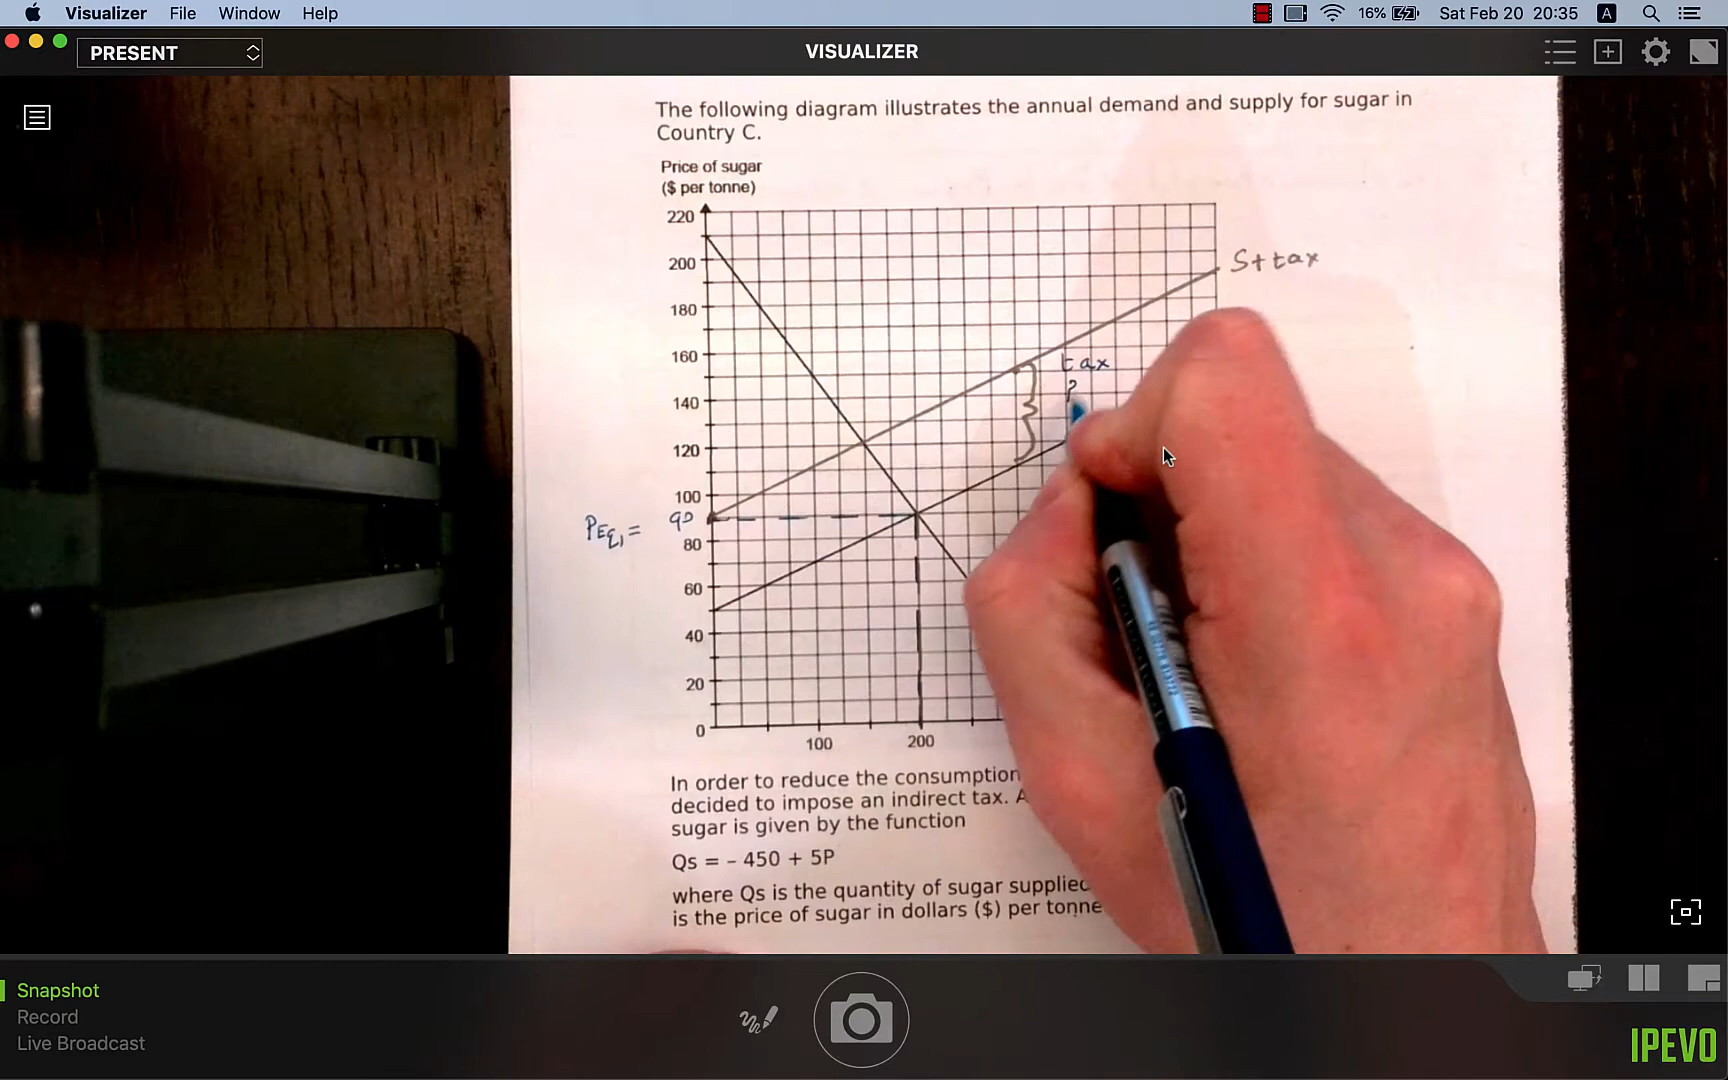 Visualizer File Window Help 16% Sat Feb 20 20:35 A
PRESENT VISUALIZER
The following diagram illustrates the annual demand and supply for sugar in
Country C.
Price of sugar
($ per tonne)
220
200
180
160
140
120
100
90
80
60
40
20
0
S+tax
tax
?
PEq1 =
100 200
In order to reduce the consumption
decided to impose an indirect tax.
sugar is given by the function
Qs = – 450 + 5P
where Qs is the quantity of sugar supplied
is the price of sugar in dollars ($) per tonne
Snapshot
Record
Live Broadcast
IPEVO